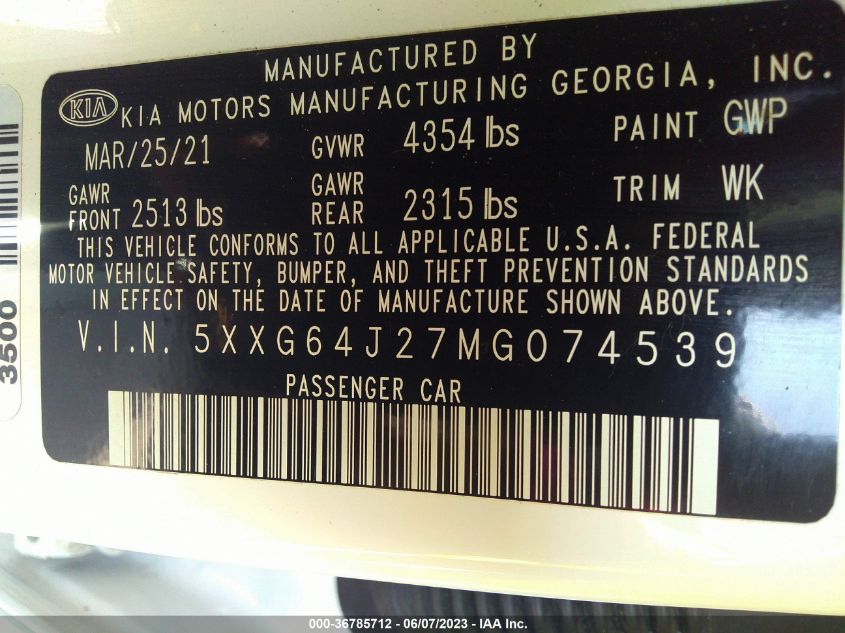 MANUFACTURED BY
KIA KIA MOTORS MANUFACTURING GEORGIA, INC.
MAR/25/21 GVWR 4354 lbs PAINT GWP
GAWR FRONT 2513 lbs GAWR REAR 2315 lbs TRIM WK
THIS VEHICLE CONFORMS TO ALL APPLICABLE U.S.A. FEDERAL
MOTOR VEHICLE SAFETY, BUMPER, AND THEFT PREVENTION STANDARDS
IN EFFECT ON THE DATE OF MANUFACTURE SHOWN ABOVE.
V.I.N. 5XXG64J27MG074539
PASSENGER CAR
3500
000-36785712 - 06/07/2023 - IAA Inc.